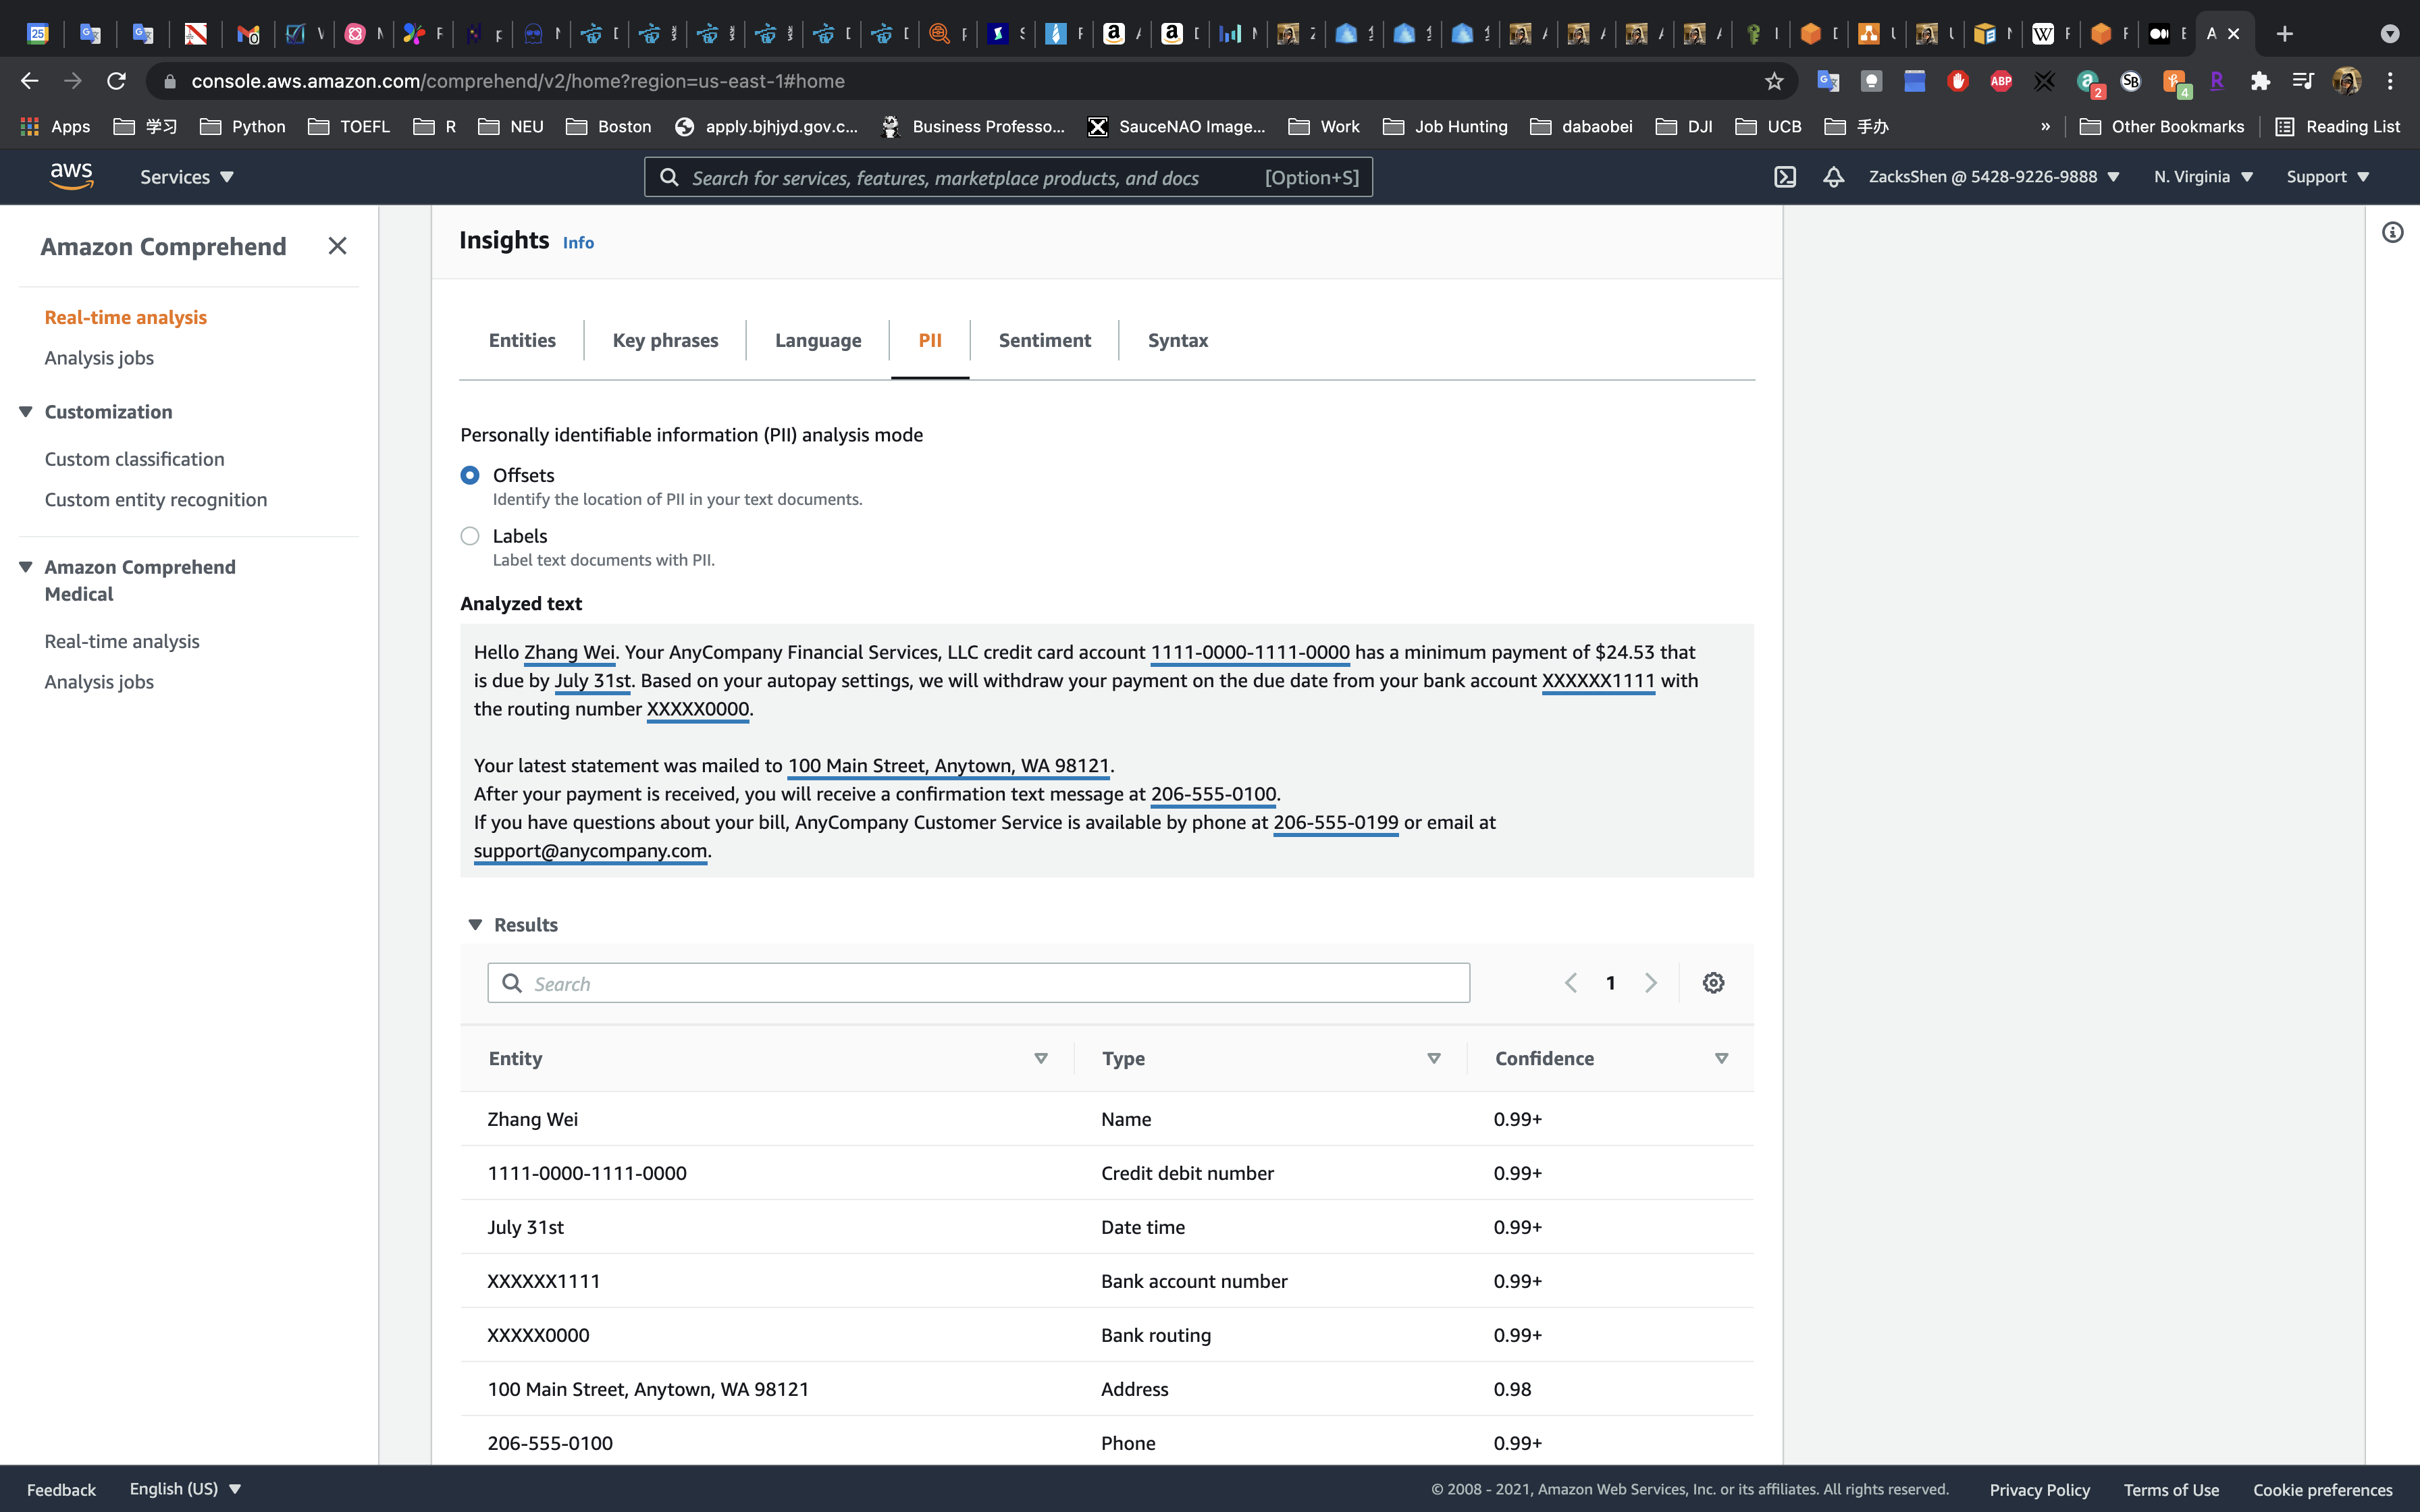 console.aws.amazon.com/comprehend/v2/home?region=us-east-1#home
Apps 学习 Python TOEFL R NEU Boston apply.bjhjyd.gov.c... Business Professo... SauceNAO Image... Work Job Hunting dabaobei DJI UCB 手办 » Other Bookmarks Reading List
aws Services Search for services, features, marketplace products, and docs [Option+S] ZacksShen @ 5428-9226-9888 N. Virginia Support
Amazon Comprehend
Real-time analysis
Analysis jobs
Customization
Custom classification
Custom entity recognition
Amazon Comprehend
Medical
Real-time analysis
Analysis jobs
Insights Info
Entities Key phrases Language PII Sentiment Syntax
Personally identifiable information (PII) analysis mode
Offsets
Identify the location of PII in your text documents.
Labels
Label text documents with PII.
Analyzed text
Hello Zhang Wei. Your AnyCompany Financial Services, LLC credit card account 1111-0000-1111-0000 has a minimum payment of $24.53 that
is due by July 31st. Based on your autopay settings, we will withdraw your payment on the due date from your bank account XXXXXX1111 with
the routing number XXXXX0000.
Your latest statement was mailed to 100 Main Street, Anytown, WA 98121.
After your payment is received, you will receive a confirmation text message at 206-555-0100.
If you have questions about your bill, AnyCompany Customer Service is available by phone at 206-555-0199 or email at
support@anycompany.com.
Results
Search 1
Entity Type Confidence
Zhang Wei Name 0.99+
1111-0000-1111-0000 Credit debit number 0.99+
July 31st Date time 0.99+
XXXXXX1111 Bank account number 0.99+
XXXXX0000 Bank routing 0.99+
100 Main Street, Anytown, WA 98121 Address 0.98
206-555-0100 Phone 0.99+
Feedback English (US) © 2008 - 2021, Amazon Web Services, Inc. or its affiliates. All rights reserved. Privacy Policy Terms of Use Cookie preferences